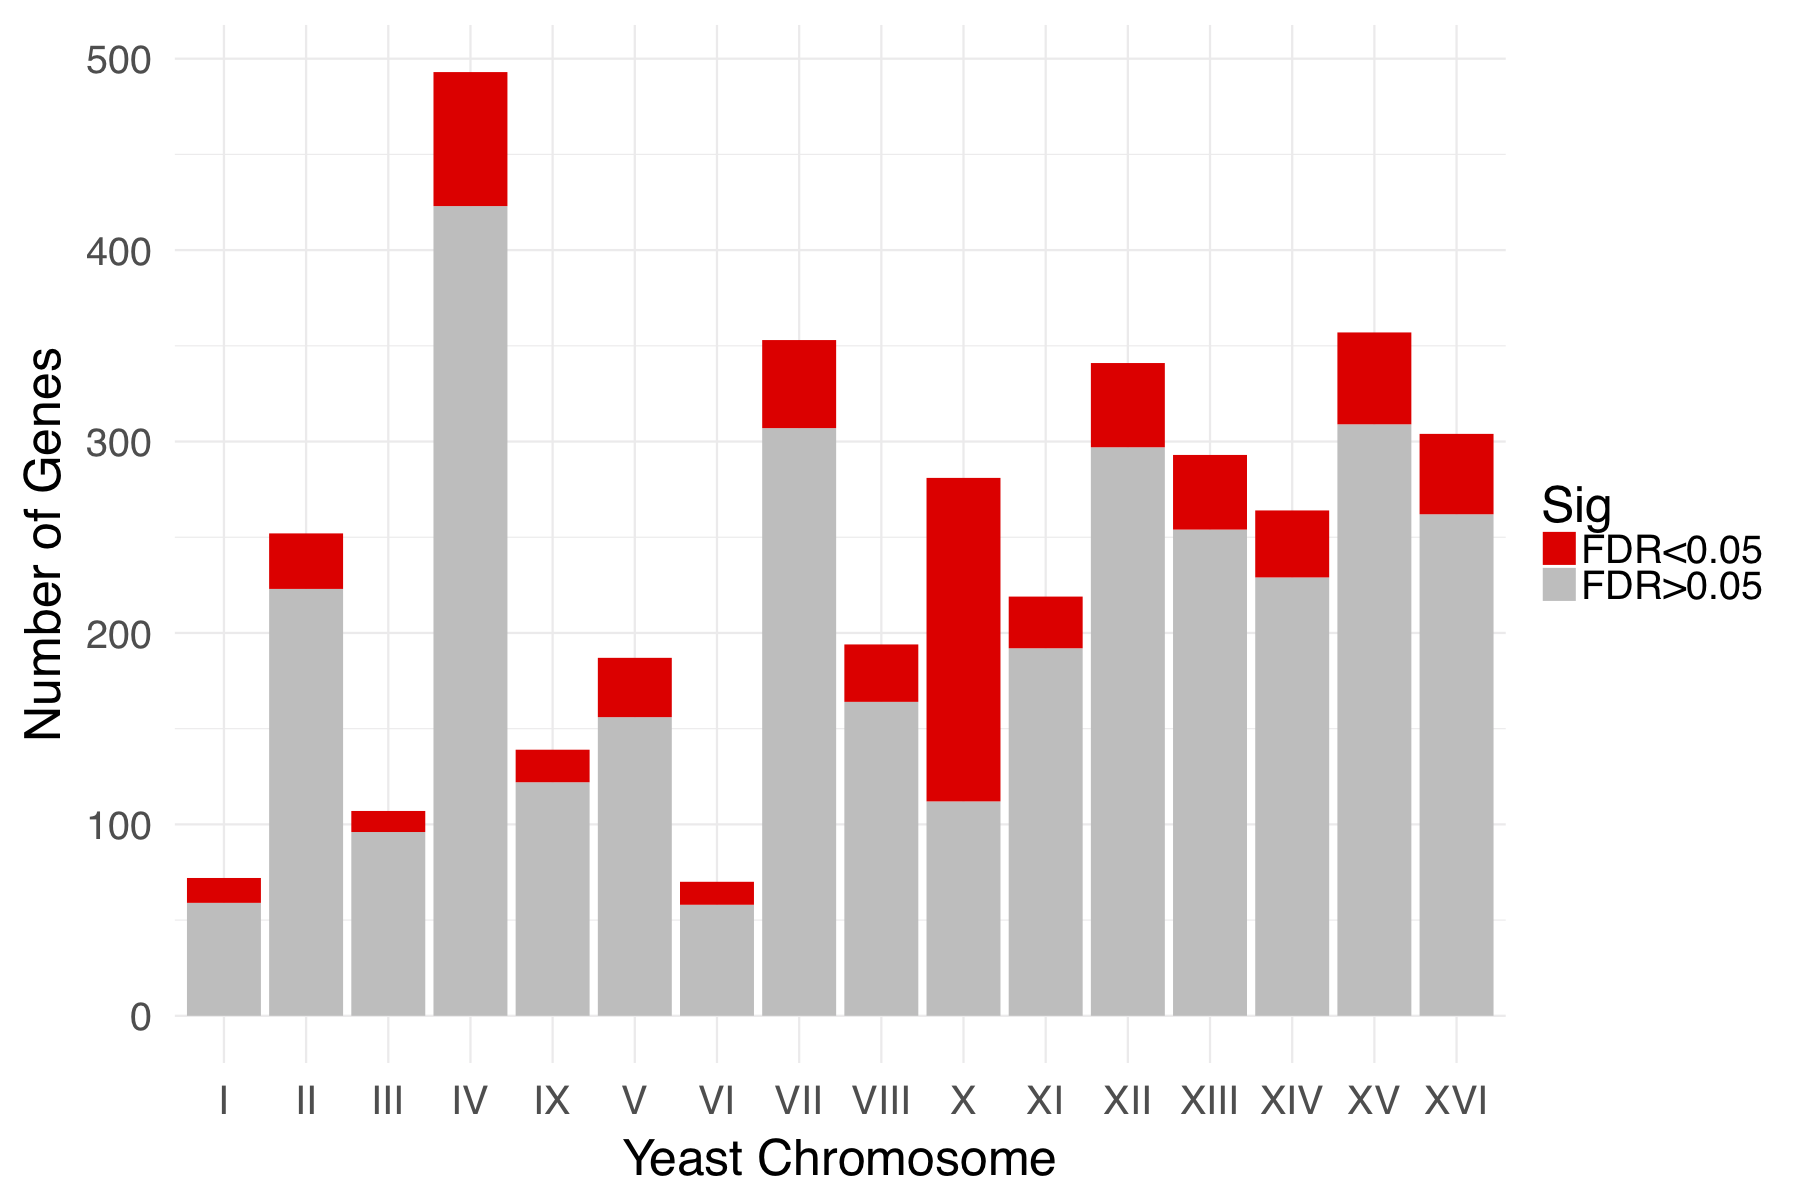 500
400
300
200
100
0
Number of Genes
I II III IV IX V VI VII VIII X XI XII XIII XIV XV XVI
Yeast Chromosome
Sig
FDR<0.05
FDR>0.05